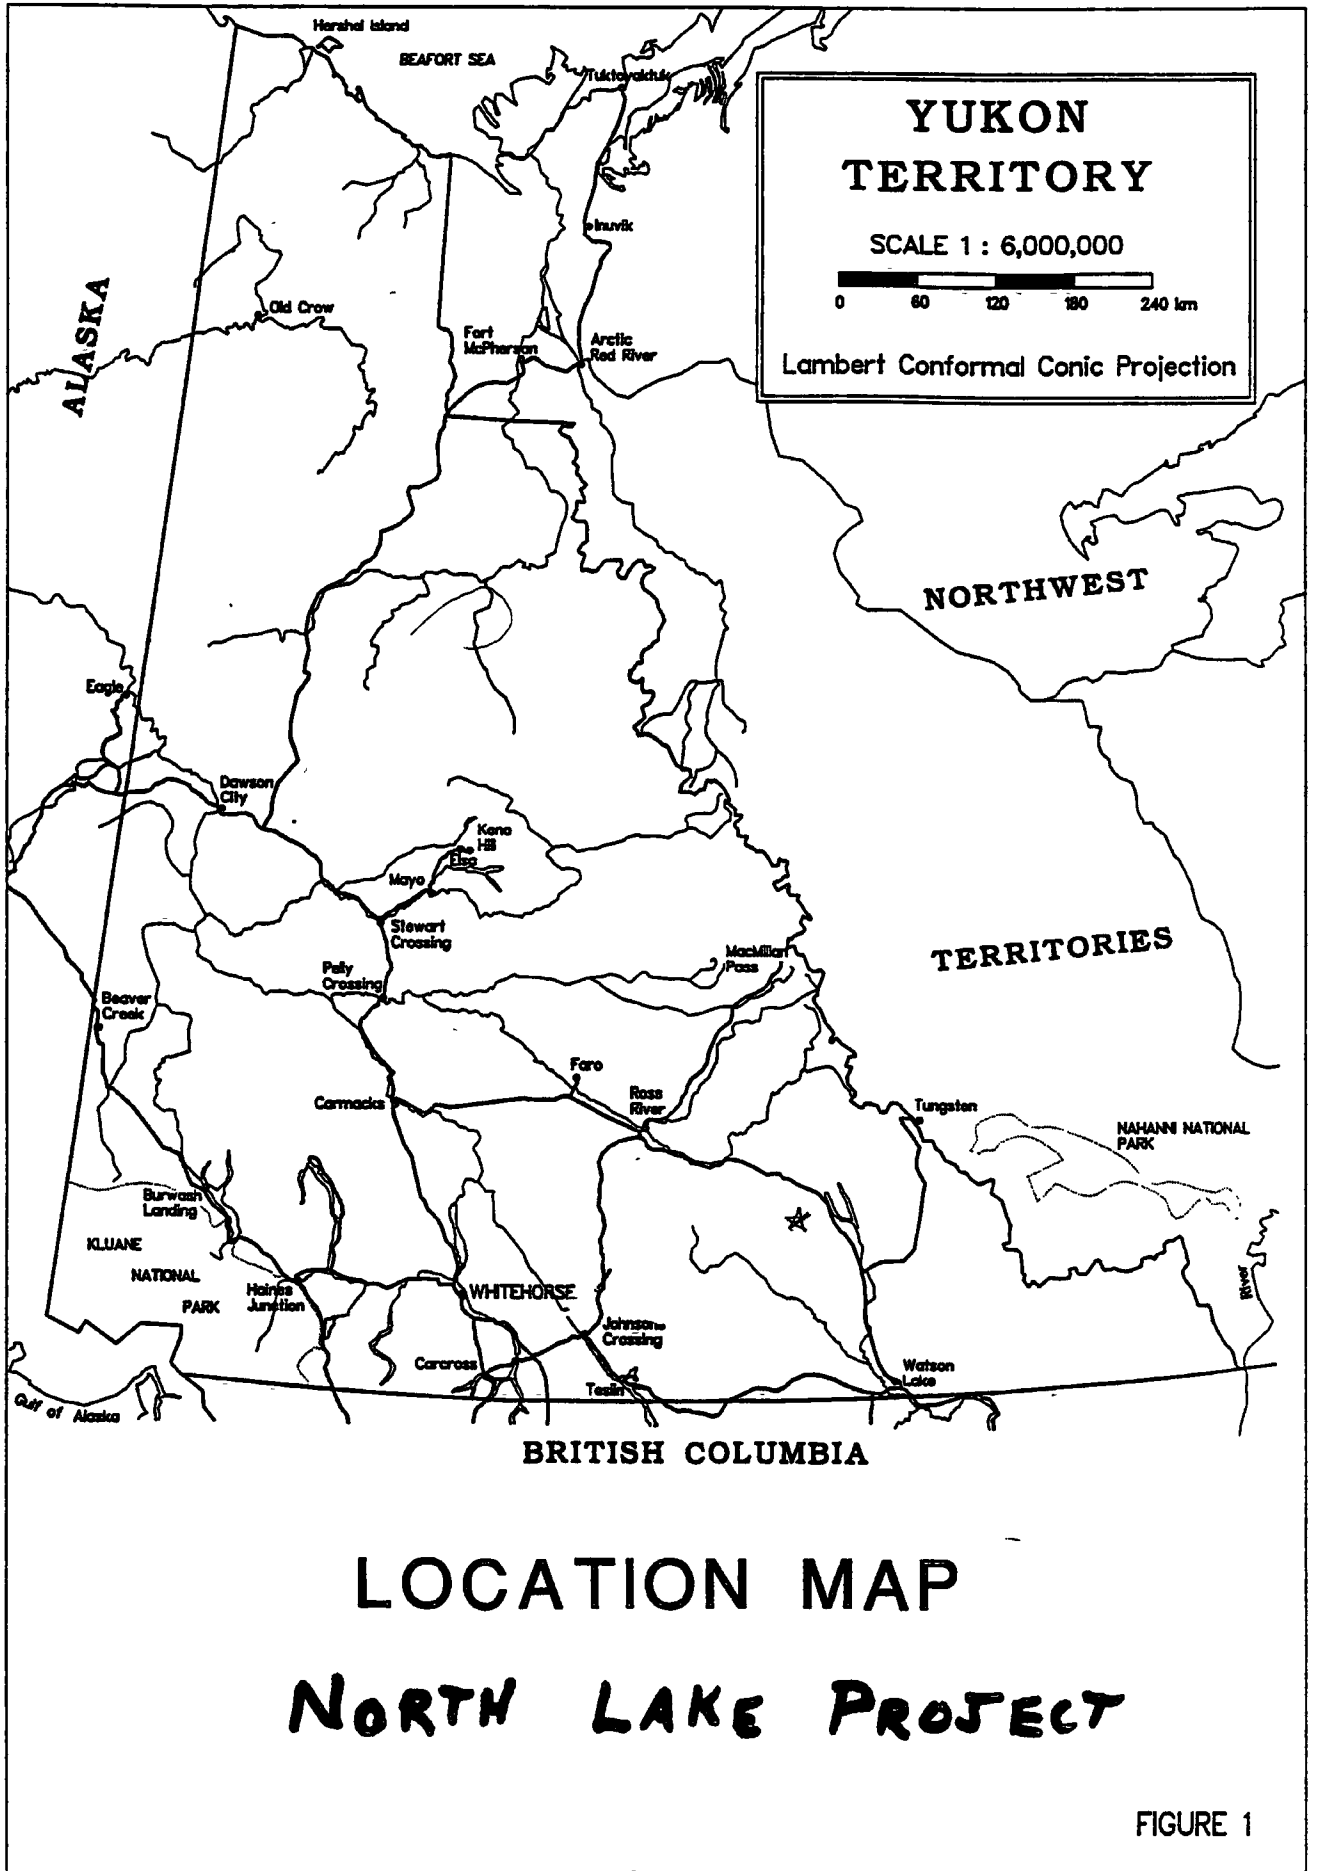 Hershel Island
BEAFORT SEA
Tuktoyaktuk
YUKON
TERRITORY
SCALE 1 : 6,000,000
0 60 120 180 240 km
Lambert Conformal Conic Projection
Inuvik
ALASKA
Old Crow
Fort
McPherson
Arctic
Red River
NORTHWEST
Eagle
Dawson
City
Keno
Hill
Elsa
Mayo
Stewart
Crossing
TERRITORIES
MacMillan
Pass
Pelly
Crossing
Beaver
Creek
Faro
Ross
River
Carmacks
Tungsten
NAHANNI NATIONAL
PARK
Burwash
Landing
KLUANE
NATIONAL
PARK
Haines
Junction
WHITEHORSE
River
Johnsons
Crossing
Carcross
Teslin
Watson
Lake
Gulf of Alaska
BRITISH COLUMBIA
LOCATION MAP
NORTH LAKE PROJECT
FIGURE 1